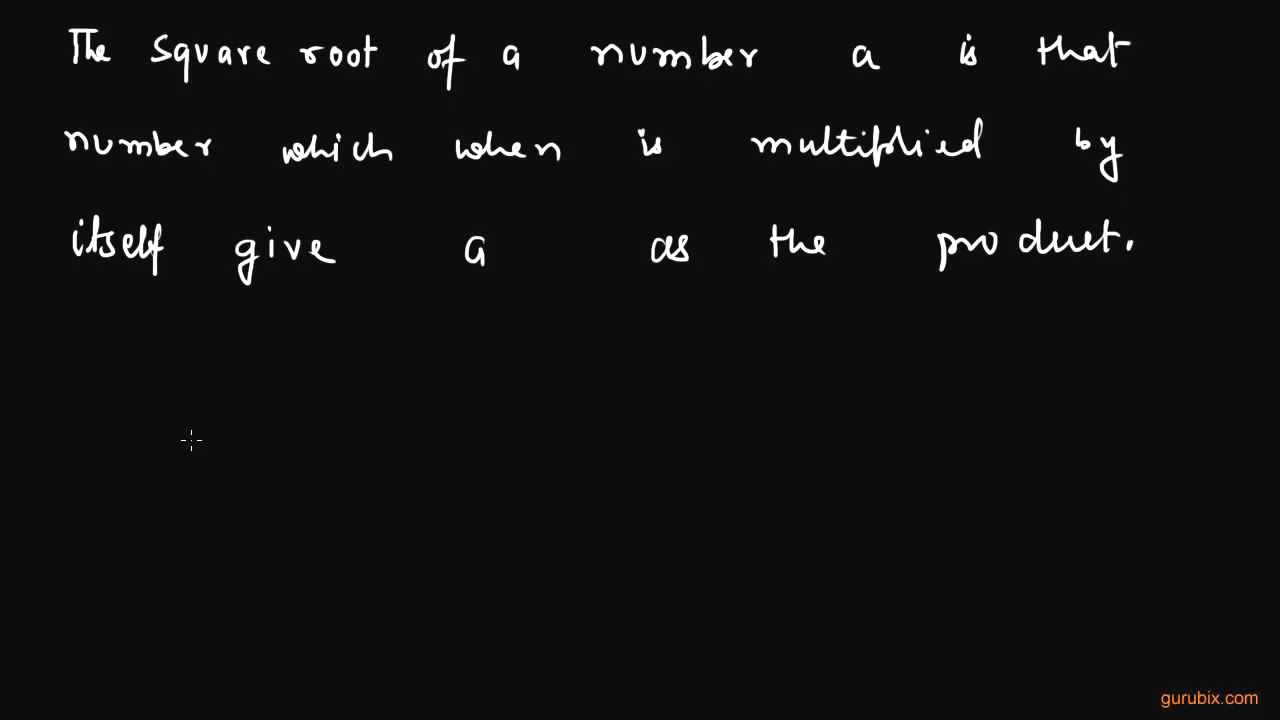 The square root of a number a is that
number which when is multiplied by
itself give a as the product.
gurubix.com